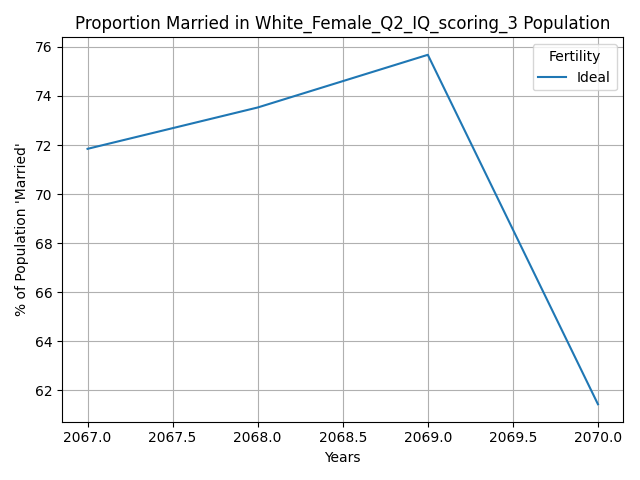 Proportion Married in White_Female_Q2_IQ_scoring_3 Population
Fertility
Ideal
% of Population 'Married'
76
74
72
70
68
66
64
62
2067.0 2067.5 2068.0 2068.5 2069.0 2069.5 2070.0
Years